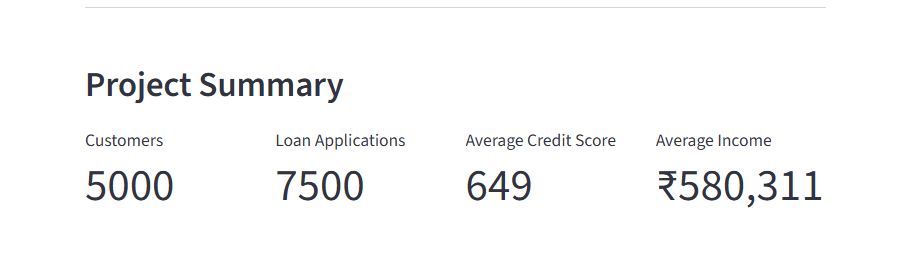 Project Summary
Customers Loan Applications Average Credit Score Average Income
5000 7500 649 ₹580,311